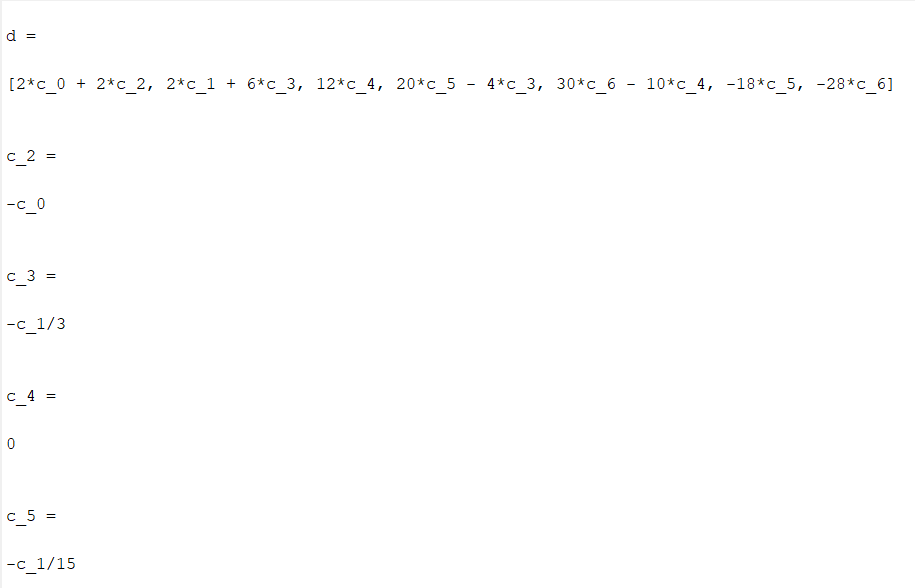 d =
[2*c_0 + 2*c_2, 2*c_1 + 6*c_3, 12*c_4, 20*c_5 - 4*c_3, 30*c_6 - 10*c_4, -18*c_5, -28*c_6]
c_2 =
-c_0
c_3 =
-c_1/3
c_4 =
0
c_5 =
-c_1/15